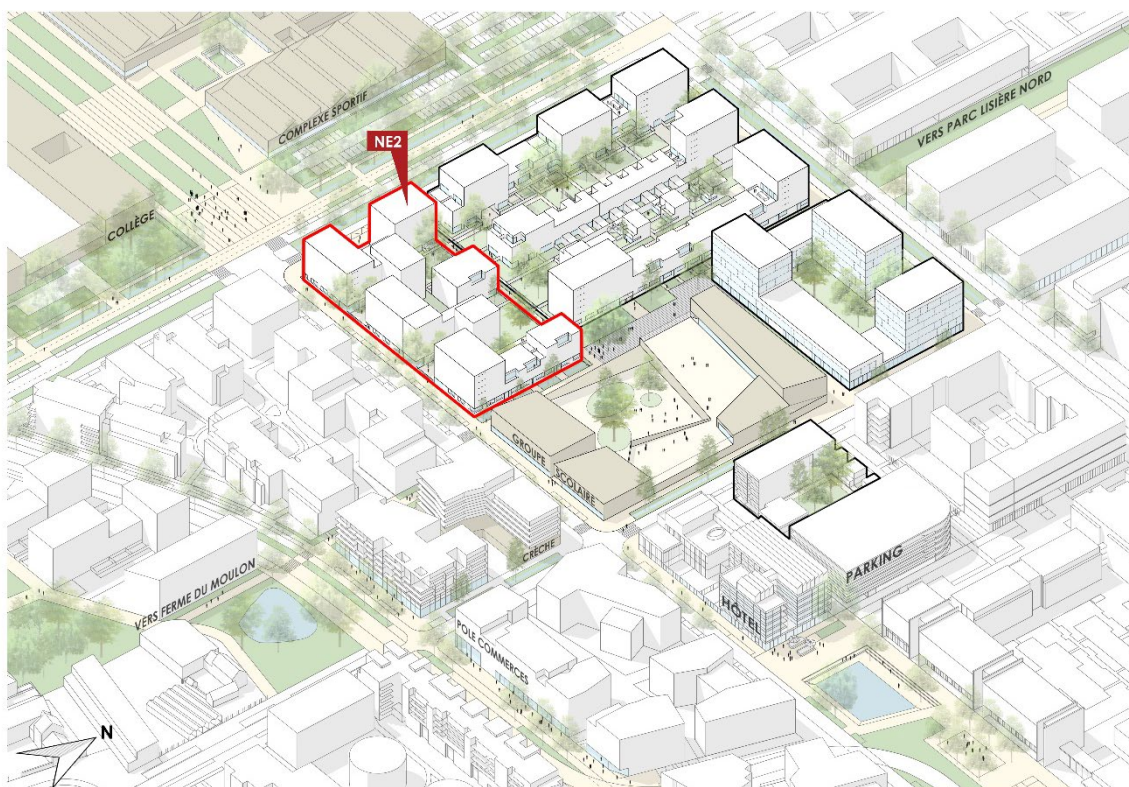 COMPLEXE SPORTIF
NE2
VERS PARC LISIÈRE NORD
COLLÈGE
GROUPE SCOLAIRE
CRÈCHE
PARKING
HÔTEL
VERS FERME DU MOULON
POLE COMMERCES
N